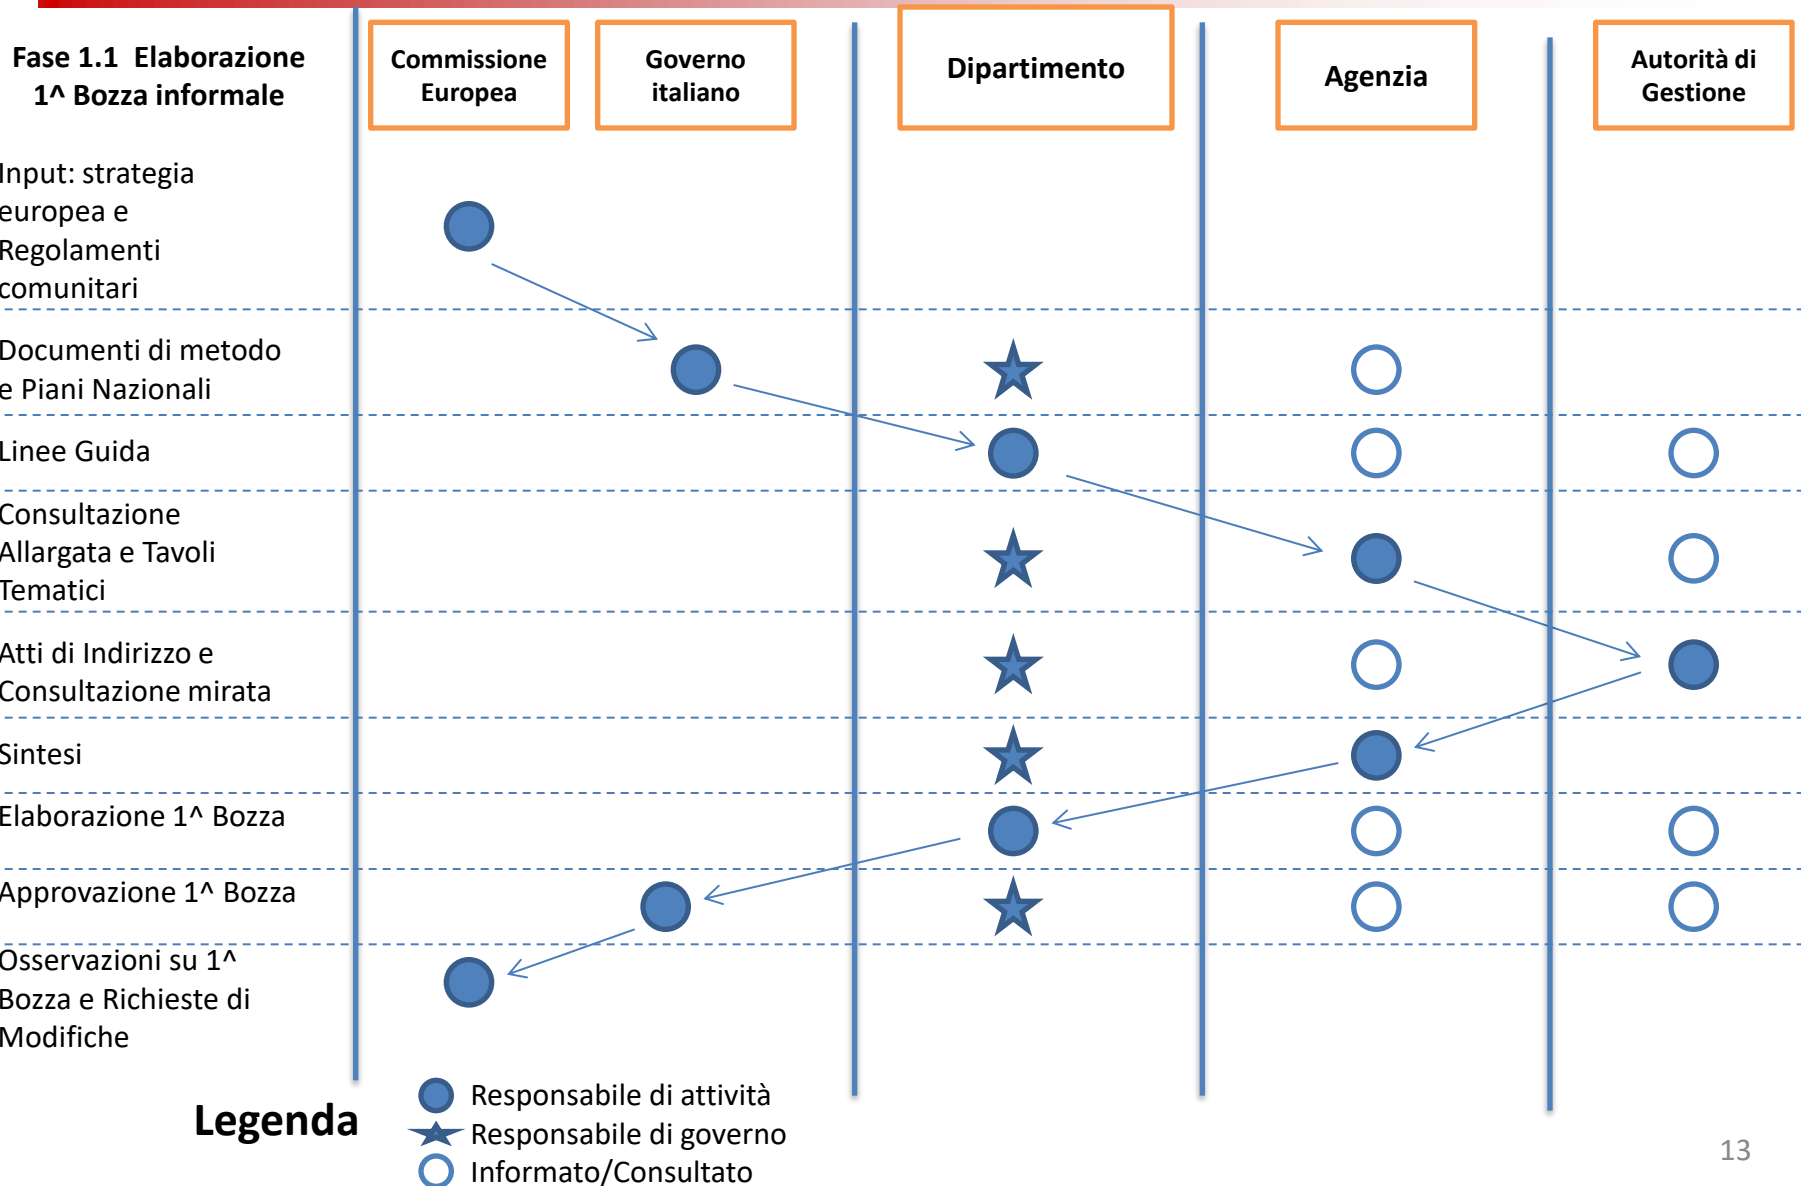 Fase 1.1 Elaborazione
1^ Bozza informale
Commissione
Europea
Governo
italiano
Dipartimento
Agenzia
Autorità di
Gestione
Input: strategia
europea e
Regolamenti
comunitari
Documenti di metodo
e Piani Nazionali
Linee Guida
Consultazione
Allargata e Tavoli
Tematici
Atti di Indirizzo e
Consultazione mirata
Sintesi
Elaborazione 1^ Bozza
Approvazione 1^ Bozza
Osservazioni su 1^
Bozza e Richieste di
Modifiche
Legenda
Responsabile di attività
Responsabile di governo
Informato/Consultato
13